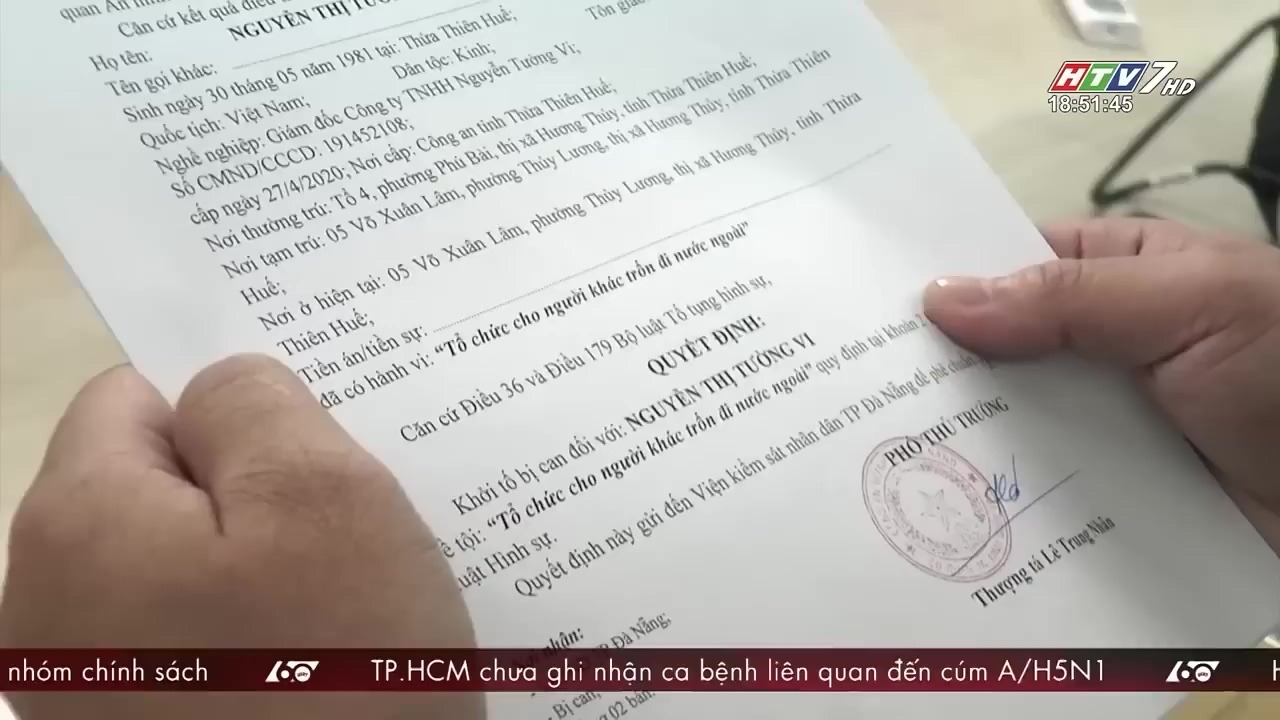 quan An
Căn cứ kết quả điều
Họ tên: NGUYỄN THỊ TƯỜNG
Tên gọi khác: Tôn giáo:
Sinh ngày 30 tháng 05 năm 1981 tại: Thừa Thiên Huế;
Quốc tịch: Việt Nam; Dân tộc: Kinh;
Nghề nghiệp: Giám đốc Công ty TNHH Nguyễn Tường Vi;
Số CMND/CCCD: 191452108;
cấp ngày 27/4/2020; Nơi cấp: Công an tỉnh Thừa Thiên Huế;
Nơi thường trú: Tổ 4, phường Phú Bài, thị xã Hương Thủy, tỉnh Thừa Thiên Huế;
Nơi tạm trú: 05 Võ Xuân Lâm, phường Thủy Lương, thị xã Hương Thủy, tỉnh Thừa Thiên
Huế;
Nơi ở hiện tại: 05 Võ Xuân Lâm, phường Thủy Lương, thị xã Hương Thủy, tỉnh Thừa
Thiên Huế;
Tiền án/tiền sự:
đã có hành vi: “Tổ chức cho người khác trốn đi nước ngoài”
Căn cứ Điều 36 và Điều 179 Bộ luật Tố tụng hình sự,
QUYẾT ĐỊNH:
Khởi tố bị can đối với: NGUYỄN THỊ TƯỜNG VI
về tội: “Tổ chức cho người khác trốn đi nước ngoài” quy định tại khoản
luật Hình sự.
Quyết định này gửi đến Viện kiểm sát nhân dân TP Đà Nẵng để phê chuẩn
PHÓ THỦ TRƯỞNG
Thượng tá Lê Trung Nhân
nhận:
Đà Nẵng;
Bị can,
02 bản.
HTV7 HD
18:51:45
nhóm chính sách 60 giây TP.HCM chưa ghi nhận ca bệnh liên quan đến cúm A/H5N1 60 giây H